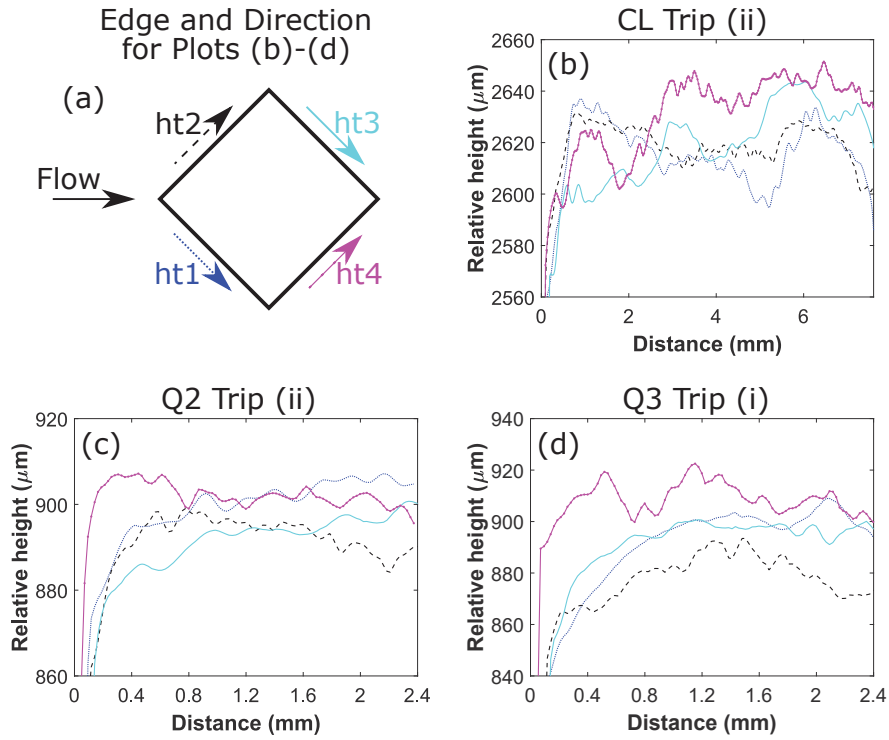 Edge and Direction
for Plots (b)-(d)
(a)
ht2
ht3
Flow
ht1
ht4
CL Trip (ii)
(b)
2660
2640
2620
2600
2580
2560
0 2 4 6
Relative height (μm)
Distance (mm)
Q2 Trip (ii)
(c)
920
900
880
860
0 0.4 0.8 1.2 1.6 2 2.4
Relative height (μm)
Distance (mm)
Q3 Trip (i)
(d)
940
920
900
880
860
840
0 0.4 0.8 1.2 1.6 2 2.4
Relative height (μm)
Distance (mm)